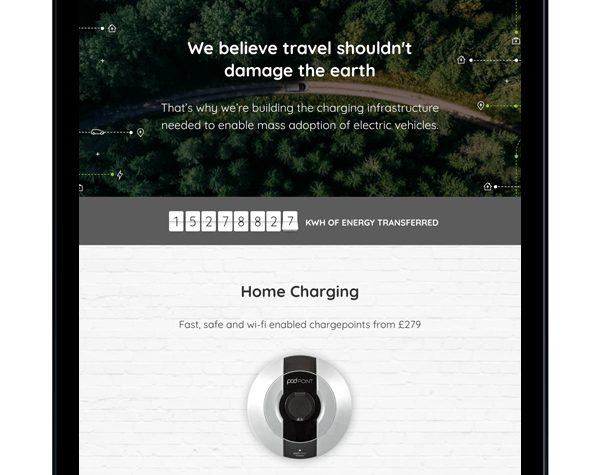 We believe travel shouldn't
damage the earth
That's why we're building the charging infrastructure
needed to enable mass adoption of electric vehicles.
15278827 KWH OF ENERGY TRANSFERRED
Home Charging
Fast, safe and wi-fi enabled chargepoints from £279
pod POINT